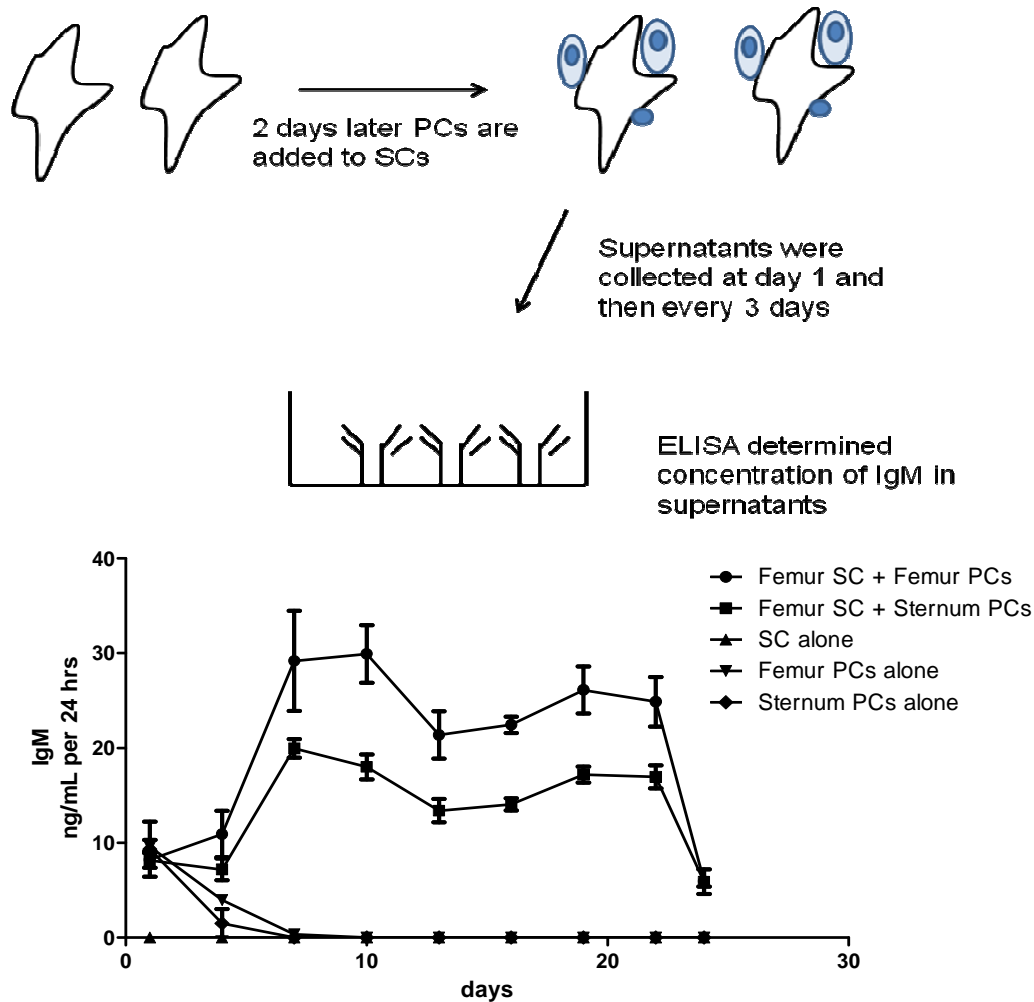 2 days later PCs are
added to SCs
Supernatants were
collected at day 1 and
then every 3 days
ELISA determined
concentration of IgM in
supernatants
40
30
20
10
0
IgM
ng/mL per 24 hrs
0
10
20
30
days
Femur SC + Femur PCs
Femur SC + Sternum PCs
SC alone
Femur PCs alone
Sternum PCs alone